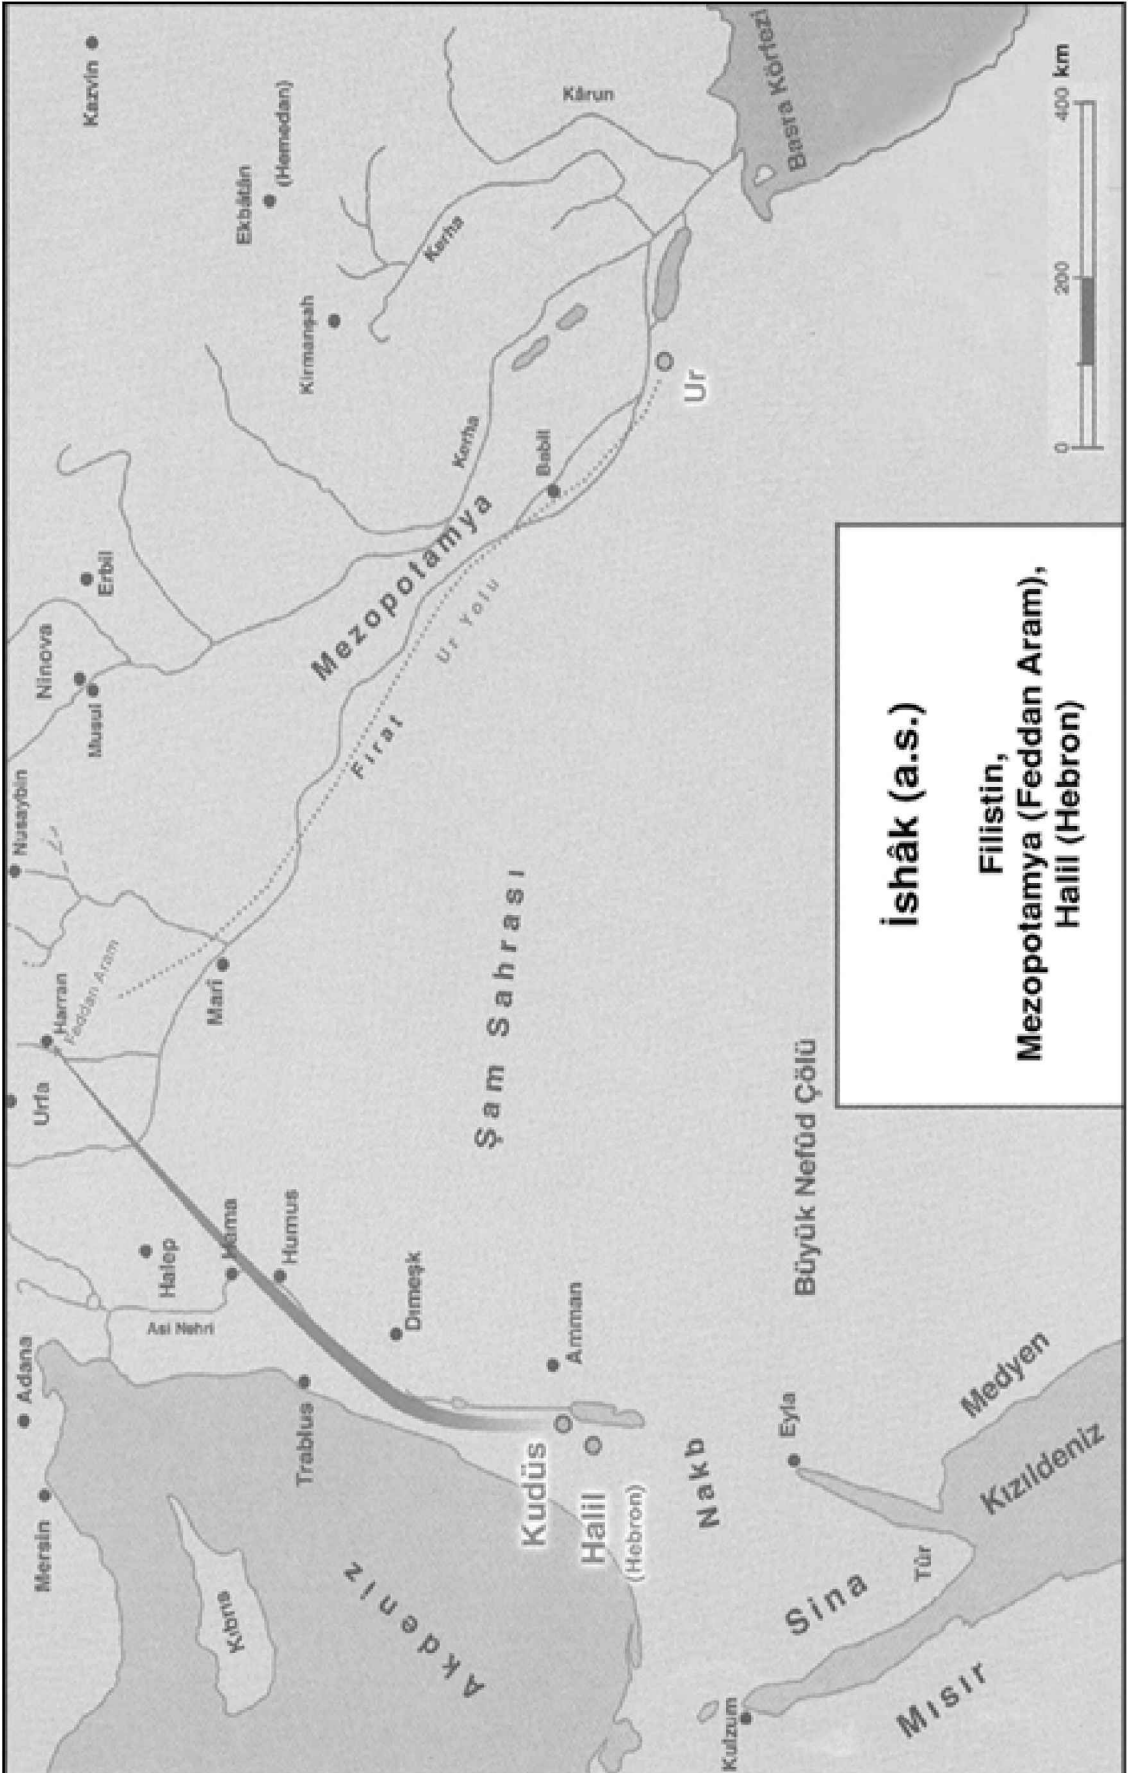 Mersin
Adana
Urfa
Harran
Feddan Aram
Nusaybin
Ninova
Musul
Erbil
Kazvin
Ekbâtân
(Hemedan)
Kirmanşah
Kerha
Kârun
Kıbrıs
Asi Nehri
Halep
Hama
Humus
Mari
Mezopotamya
Kerha
Fırat
Ur Yolu
Babil
Ur
Basra Körfezi
Trablus
Akdeniz
Dımeşk
Şam Sahrası
Kudüs
Amman
Halil
(Hebron)
Nakb
Eyla
Büyük Nefûd Çölü
Kulzum
Sina
Tûr
Medyen
Mısır
Kızıldeniz
İshâk (a.s.)
Filistin,
Mezopotamya (Feddan Aram),
Halil (Hebron)
0 200 400 km